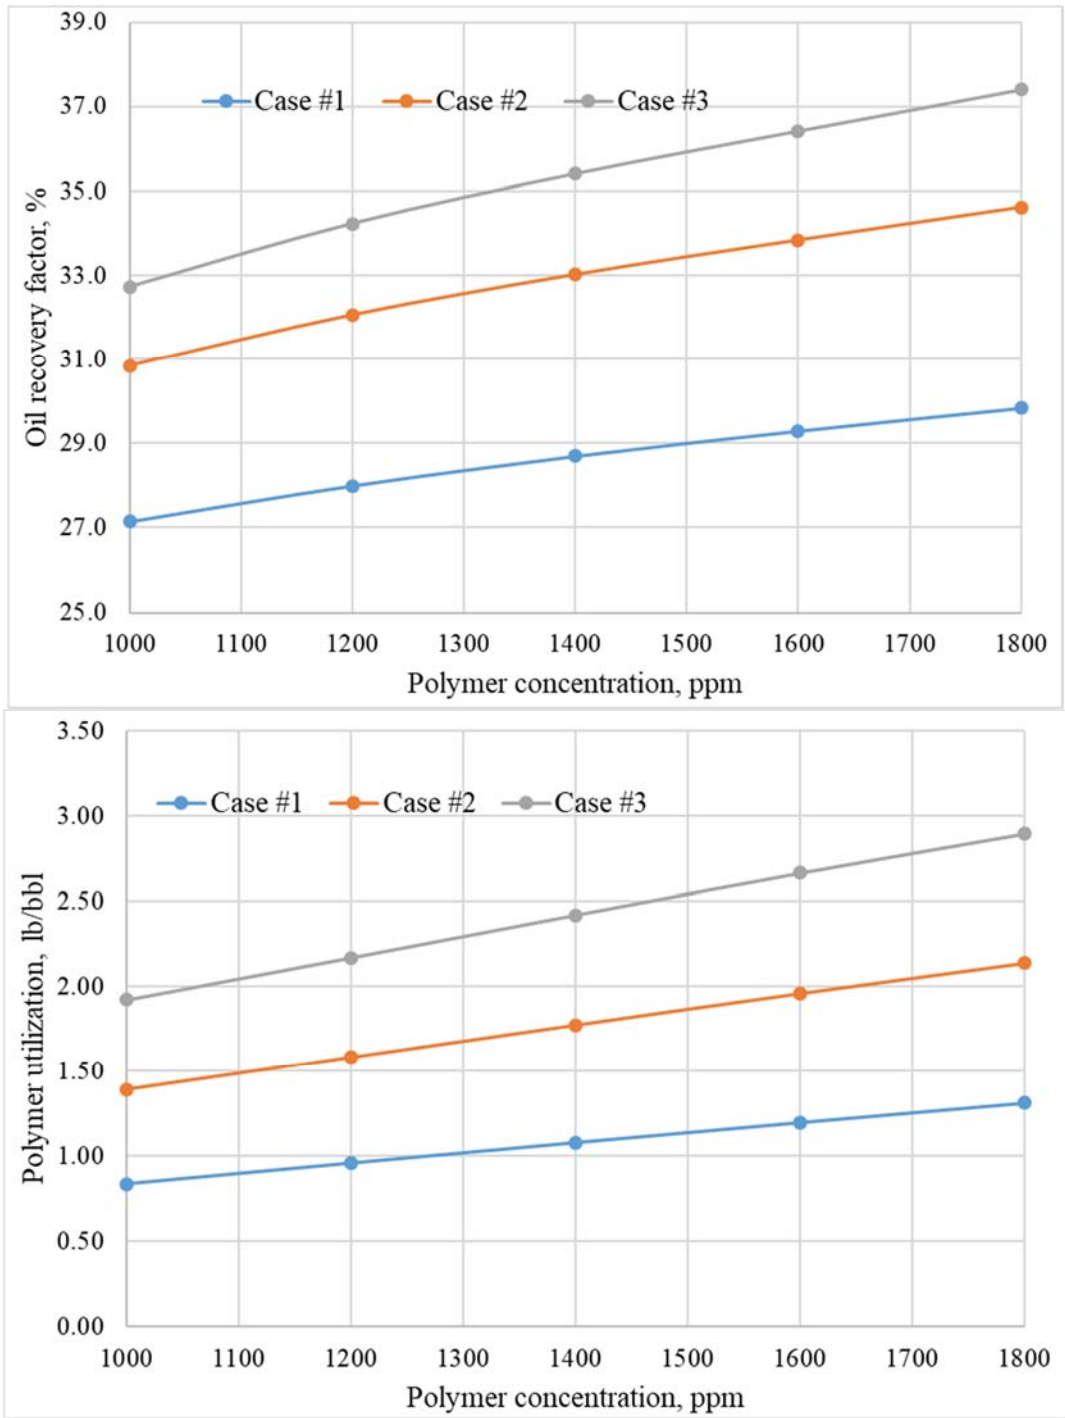 39.0
Case #1 Case #2 Case #3
37.0
35.0
33.0
31.0
29.0
27.0
25.0
Oil recovery factor, %
1000 1100 1200 1300 1400 1500 1600 1700 1800
Polymer concentration, ppm
3.50
Case #1 Case #2 Case #3
3.00
2.50
2.00
1.50
1.00
0.50
0.00
Polymer utilization, lb/bbl
1000 1100 1200 1300 1400 1500 1600 1700 1800
Polymer concentration, ppm